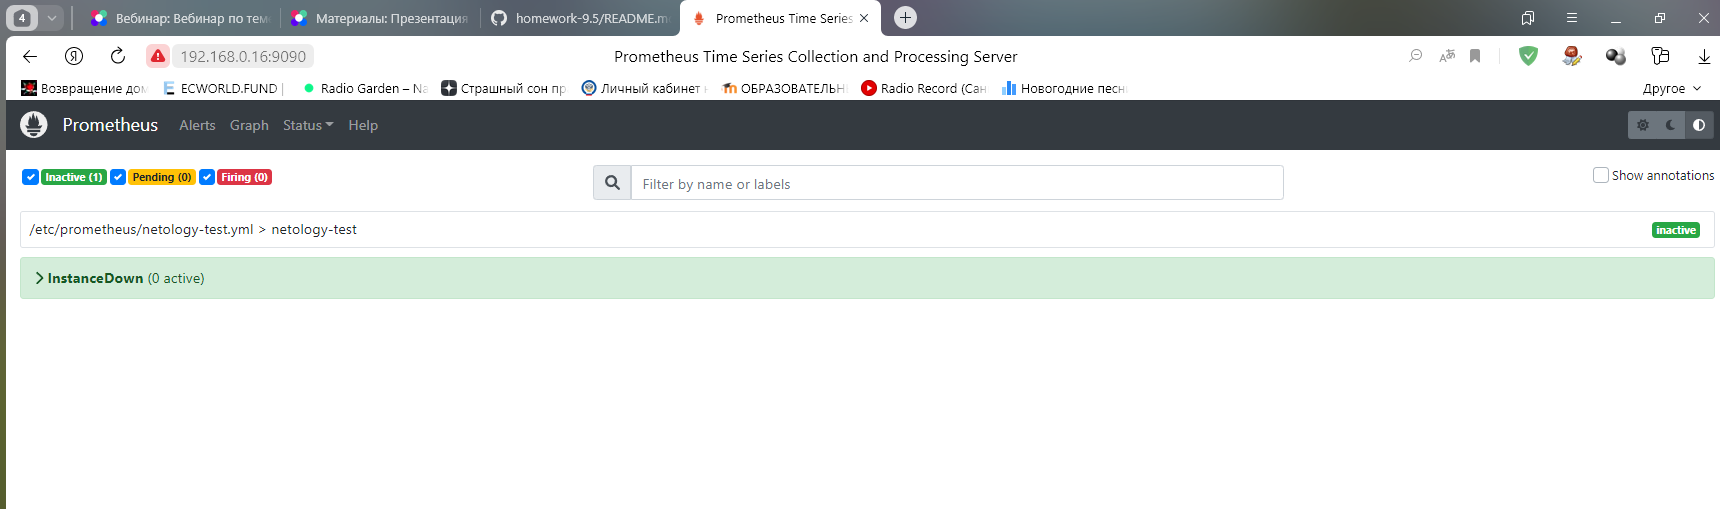 4 Вебинар: Вебинар по тем Материалы: Презентация homework-9.5/README.m Prometheus Time Series
192.168.0.16:9090 Prometheus Time Series Collection and Processing Server
Возвращение дом ECWORLD.FUND | Radio Garden – Na Страшный сон пр Личный кабинет ОБРАЗОВАТЕЛЬН Radio Record (Сан Новогодние песн Другое
Prometheus Alerts Graph Status Help
Inactive (1) Pending (0) Firing (0) Filter by name or labels Show annotations
/etc/prometheus/netology-test.yml > netology-test inactive
InstanceDown (0 active)